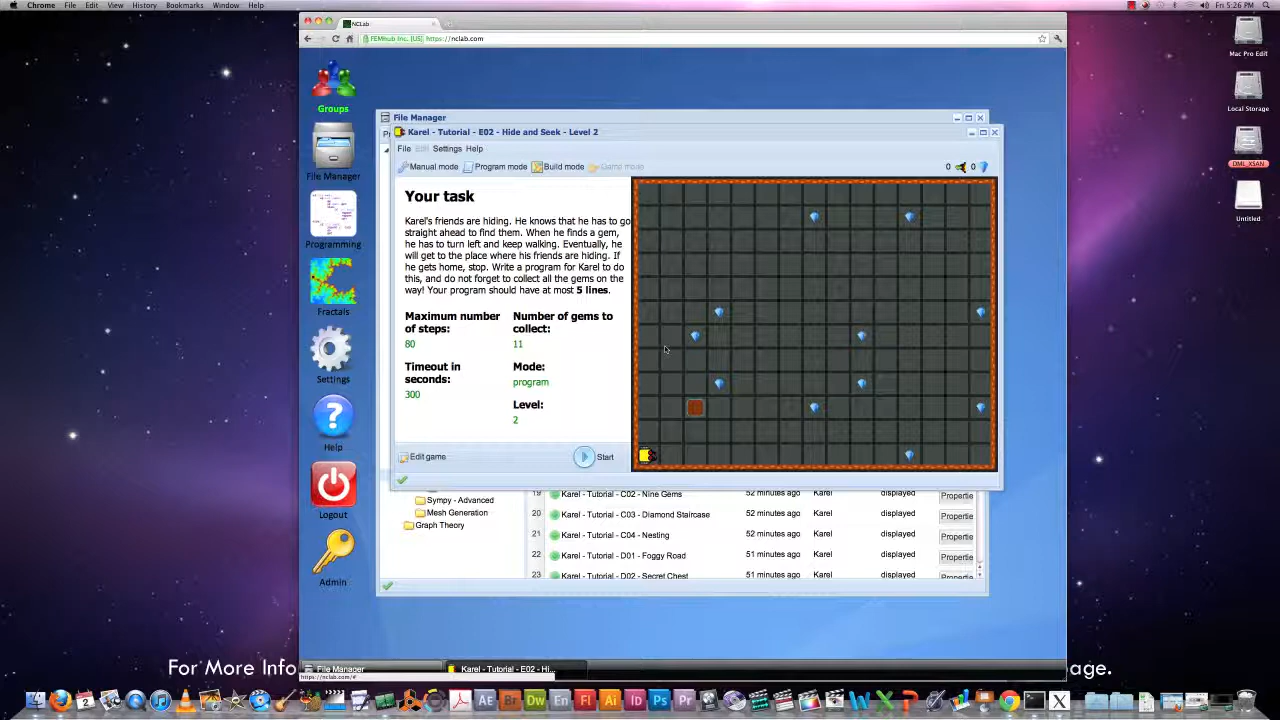 Chrome File Edit View History Bookmarks Window Help
Fri 5:26 PM
NCLab
FEMhub Inc. [US] https://nclab.com
Mac Pro Edit
Local Storage
DML_XSAN
Untitled
Groups
File Manager
Programming
Fractals
Settings
Help
Logout
Admin
File Manager
Karel - Tutorial - E02 - Hide and Seek - Level 2
File Edit Settings Help
Manual mode Program mode Build mode Game mode
0 0
Your task
Karel's friends are hiding. He knows that he has to go
straight ahead to find them. When he finds a gem,
he has to turn left and keep walking. Eventually, he
will get to the place where his friends are hiding. If
he gets home, stop. Write a program for Karel to do
this, and do not forget to collect all the gems on the
way! Your program should have at most 5 lines.
Maximum number of steps:
80
Number of gems to collect:
11
Timeout in seconds:
300
Mode:
program
Level:
2
Edit game
Start
Sympy - Advanced
Mesh Generation
Graph Theory
19 Karel - Tutorial - C02 - Nine Gems 52 minutes ago Karel displayed Propertie
20 Karel - Tutorial - C03 - Diamond Staircase 52 minutes ago Karel displayed Propertie
21 Karel - Tutorial - C04 - Nesting 52 minutes ago Karel displayed Propertie
22 Karel - Tutorial - D01 - Foggy Road 51 minutes ago Karel displayed Propertie
23 Karel - Tutorial - D02 - Secret Chest 51 minutes ago Karel displayed Propertie
For More Info
age.
File Manager
Karel - Tutorial - E02 - Hi...
https://nclab.com/#